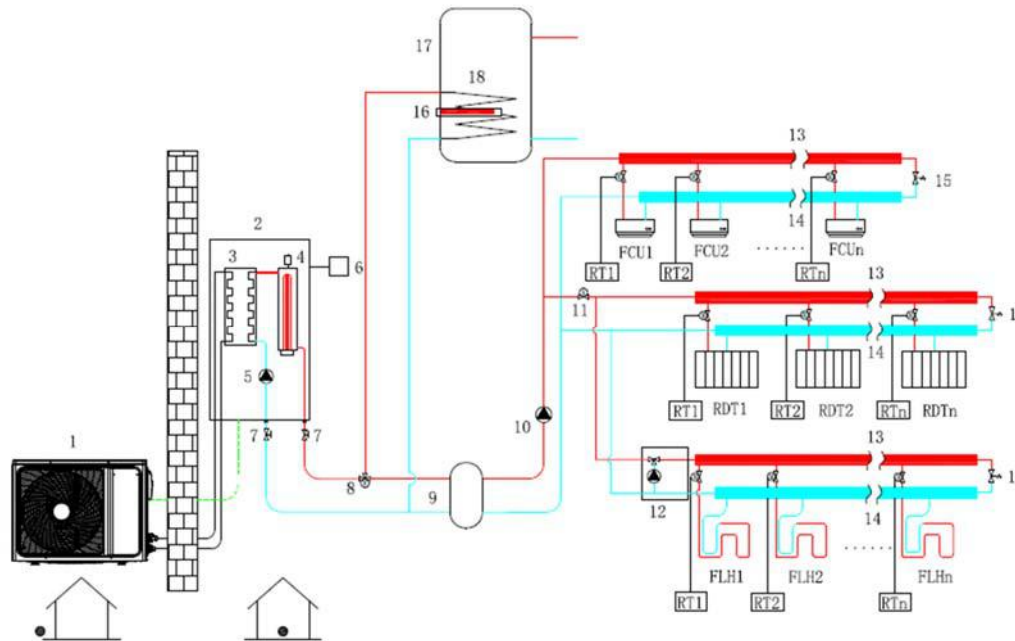 17
18
16
13
15
14
FCU1
FCU2
......
FCUn
RT1
RT2
RTn
2
3
4
6
13
11
1
14
5
RDT1
RDT2
RDTn
RT1
RT2
RTn
10
7
7
1
8
9
13
1
12
14
FLH1
FLH2
......
FLHn
RT1
RT2
RTn